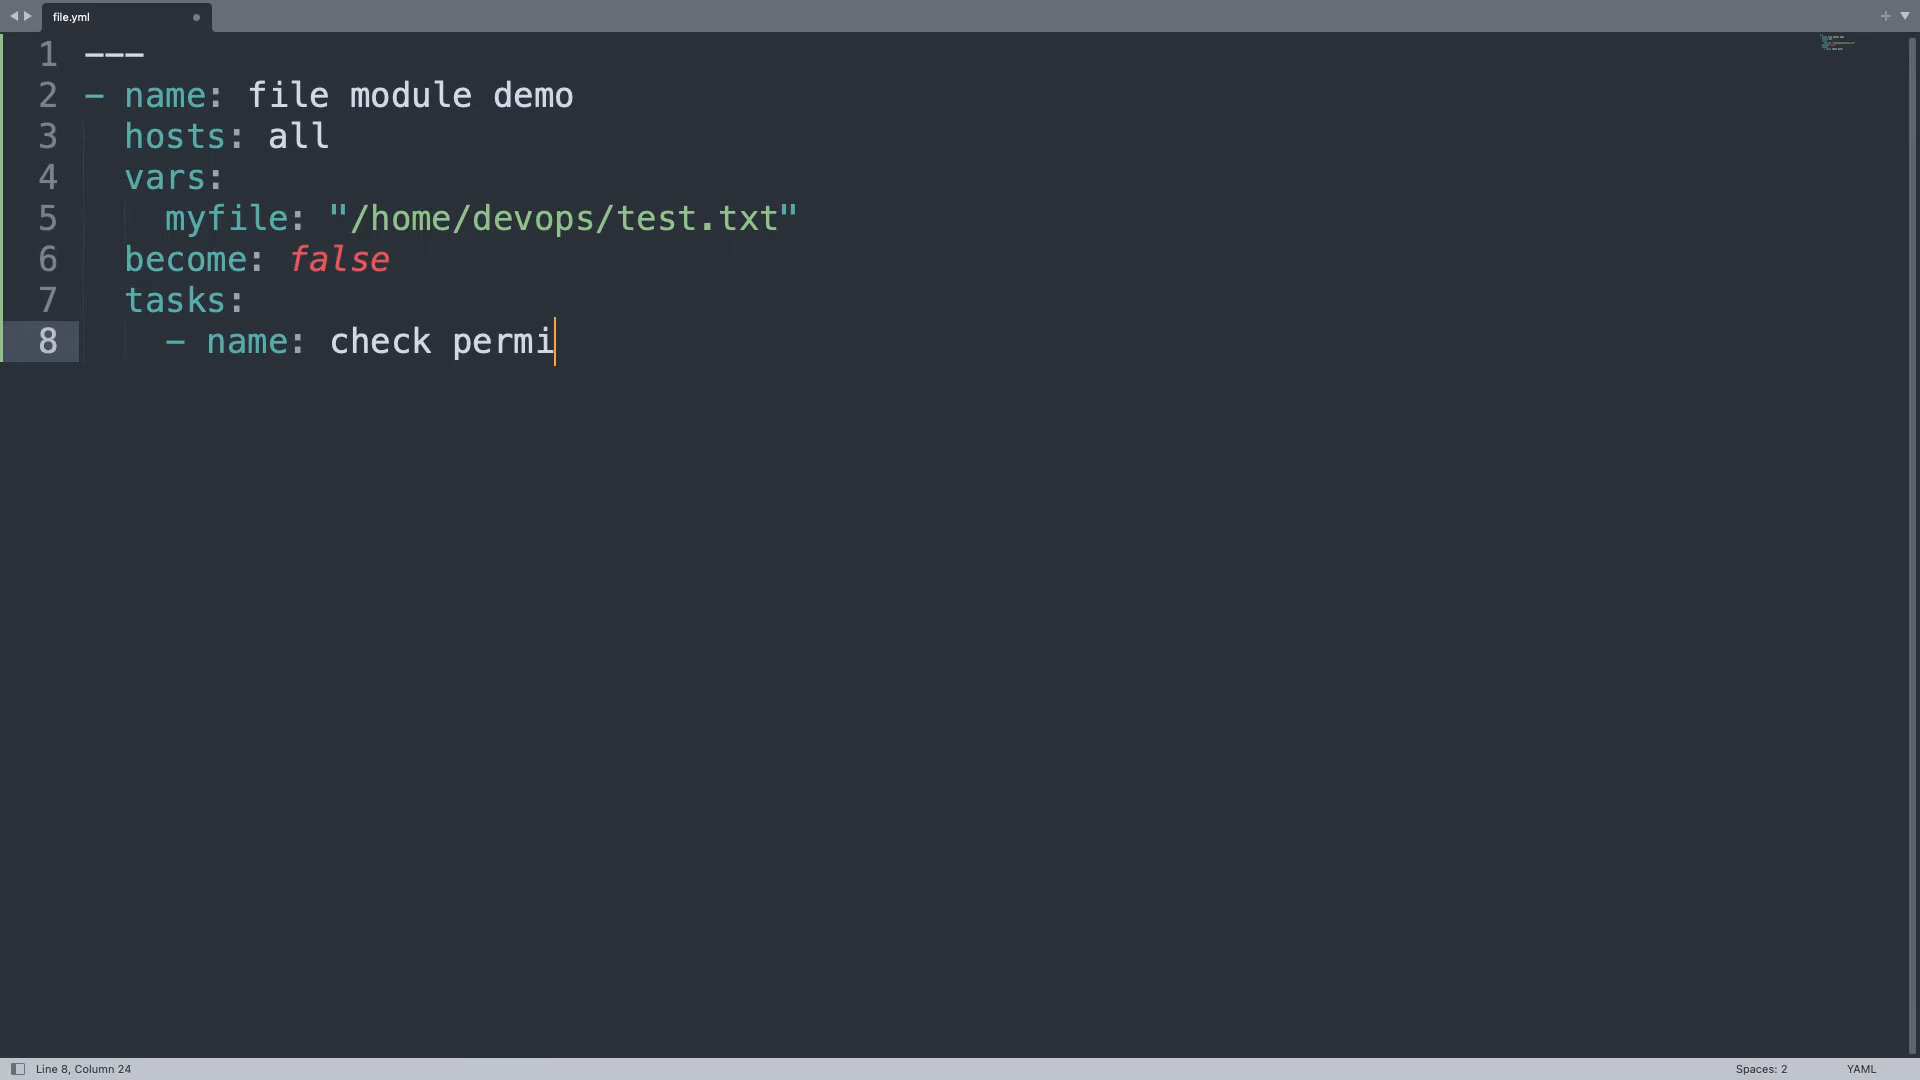 file.yml
1 ---
2 - name: file module demo
3   hosts: all
4   vars:
5     myfile: "/home/devops/test.txt"
6   become: false
7   tasks:
8     - name: check permi
Line 8, Column 24
Spaces: 2
YAML